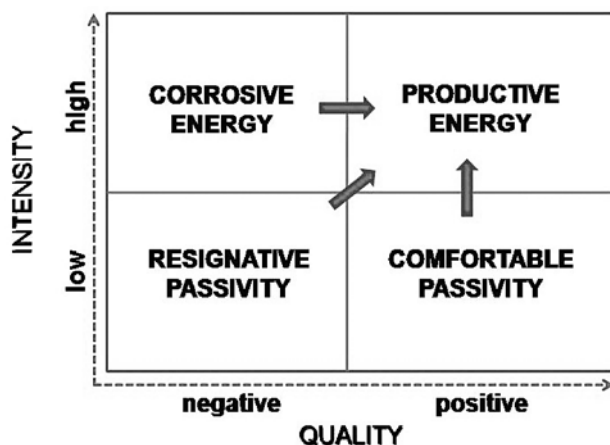 INTENSITY
high
low
CORROSIVE
ENERGY
PRODUCTIVE
ENERGY
RESIGNATIVE
PASSIVITY
COMFORTABLE
PASSIVITY
negative
positive
QUALITY